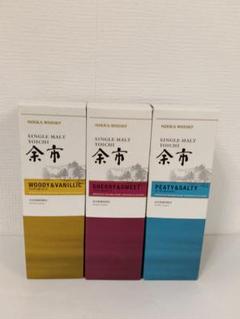 NIKKA WHISKY
SINGLE MALT
YOICHI
余市
WOODY&VANILLIC
NIKKA WHISKY
SINGLE MALT
YOICHI
余市
SHERRY&SWEET
NIKKA WHISKY
SINGLE MALT
YOICHI
余市
PEATY&SALTY